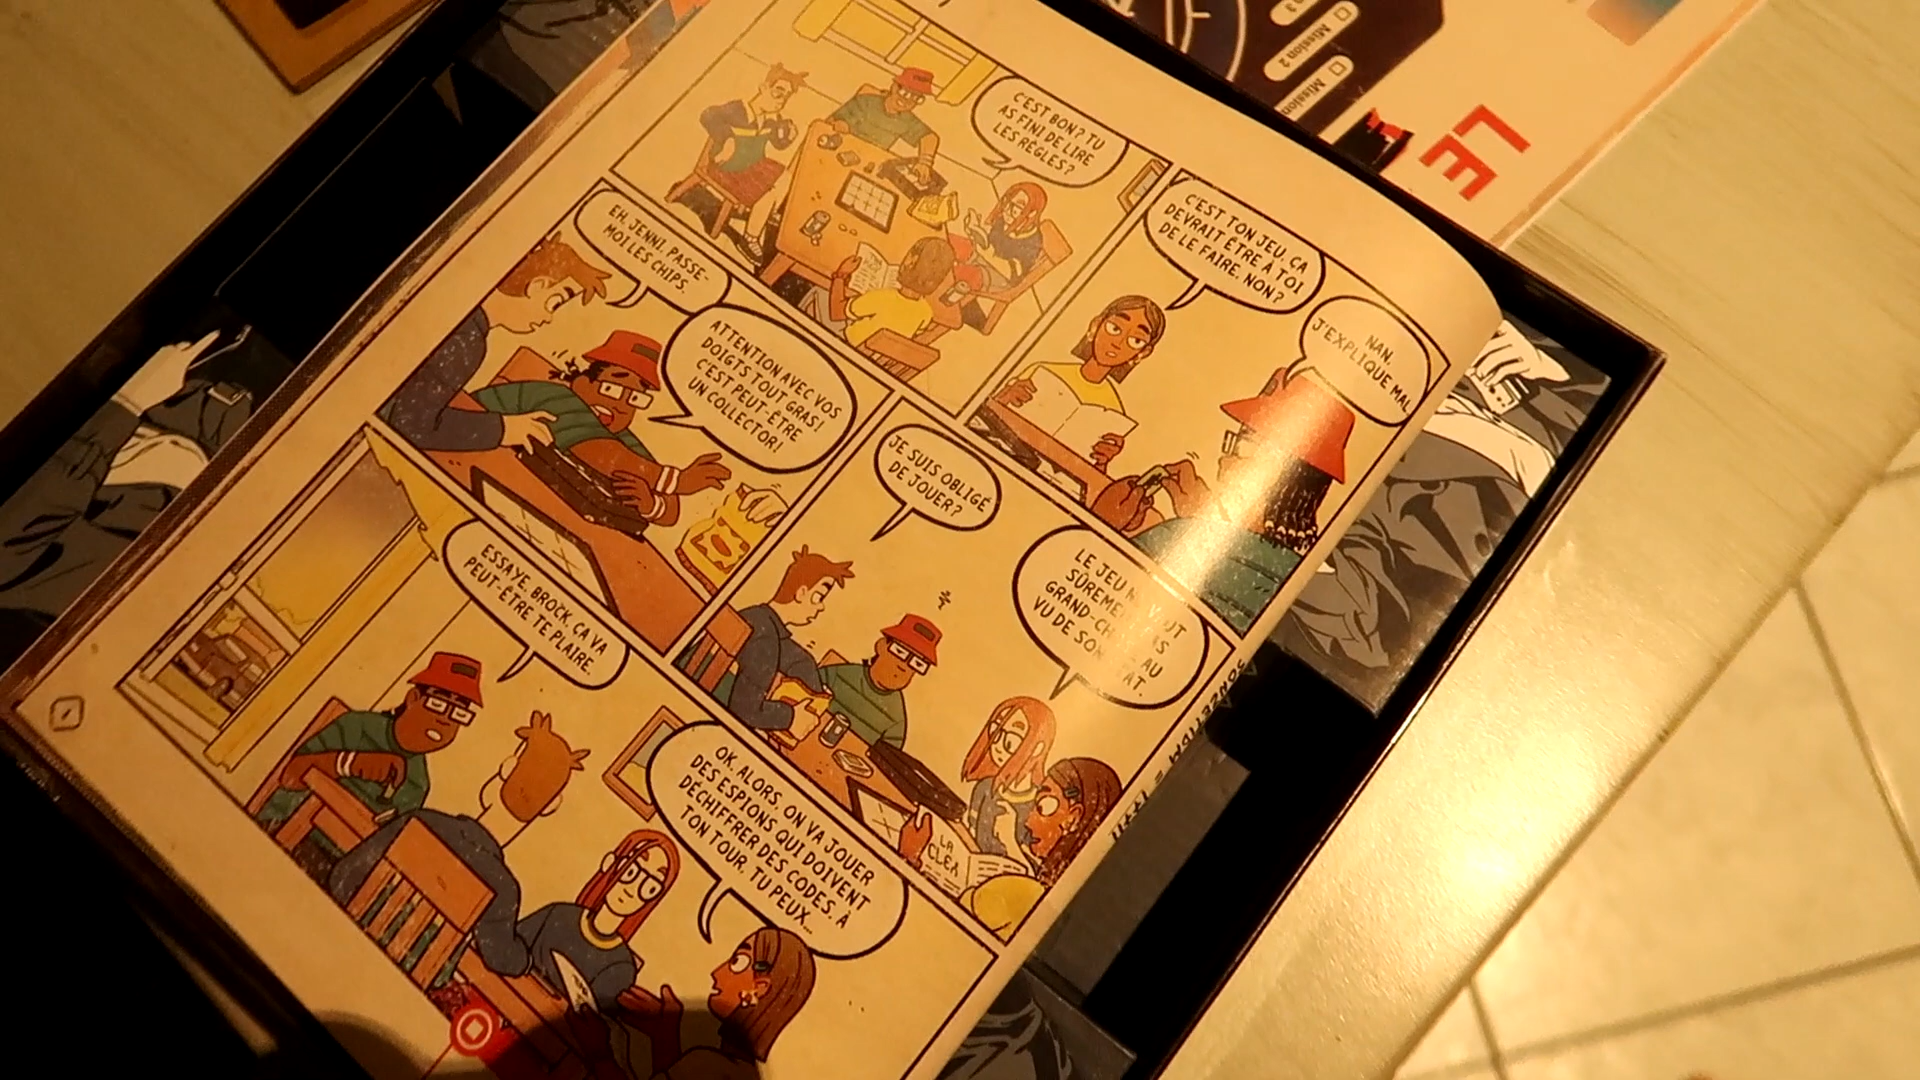 C'EST BON? TU
AS FINI DE LIRE
LES RÈGLES?
C'EST TON JEU, ÇA
DEVRAIT ÊTRE À TOI
DE LE FAIRE, NON?
NAN,
J'EXPLIQUE MAL
EH, JENNI, PASSE-
MOI LES CHIPS.
ATTENTION AVEC VOS
DOIGTS TOUT GRAS!
C'EST PEUT-ÊTRE
UN COLLECTOR!
JE SUIS OBLIGÉ
DE JOUER?
LE JEU
GRAND-
VU DE SON
LA
CLEA
ESSAYE, BROCK, ÇA VA
PEUT-ÊTRE TE PLAIRE.
OK, ALORS, ON VA JOUER
DES ESPIONS QUI DOIVENT
DÉCHIFFRER DES CODES. À
TON TOUR, TU PEUX...
Mission 2
Mission
LE